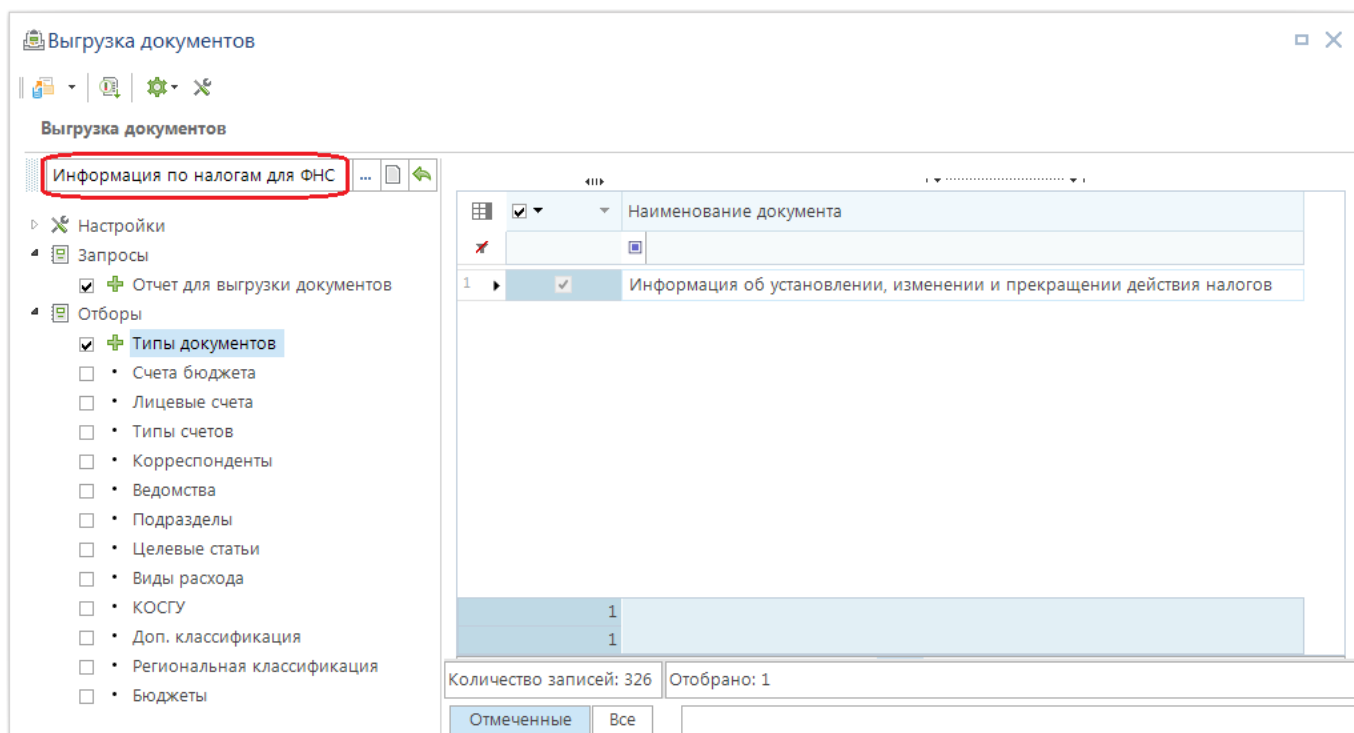 Выгрузка документов
Выгрузка документов
Информация по налогам для ФНС ...
Настройки
Запросы
Отчет для выгрузки документов
Отборы
Типы документов
Счета бюджета
Лицевые счета
Типы счетов
Корреспонденты
Ведомства
Подразделы
Целевые статьи
Виды расхода
КОСГУ
Доп. классификация
Региональная классификация
Бюджеты
Наименование документа
1 Информация об установлении, изменении и прекращении действия налогов
1
1
Количество записей: 326 Отобрано: 1
Отмеченные Все